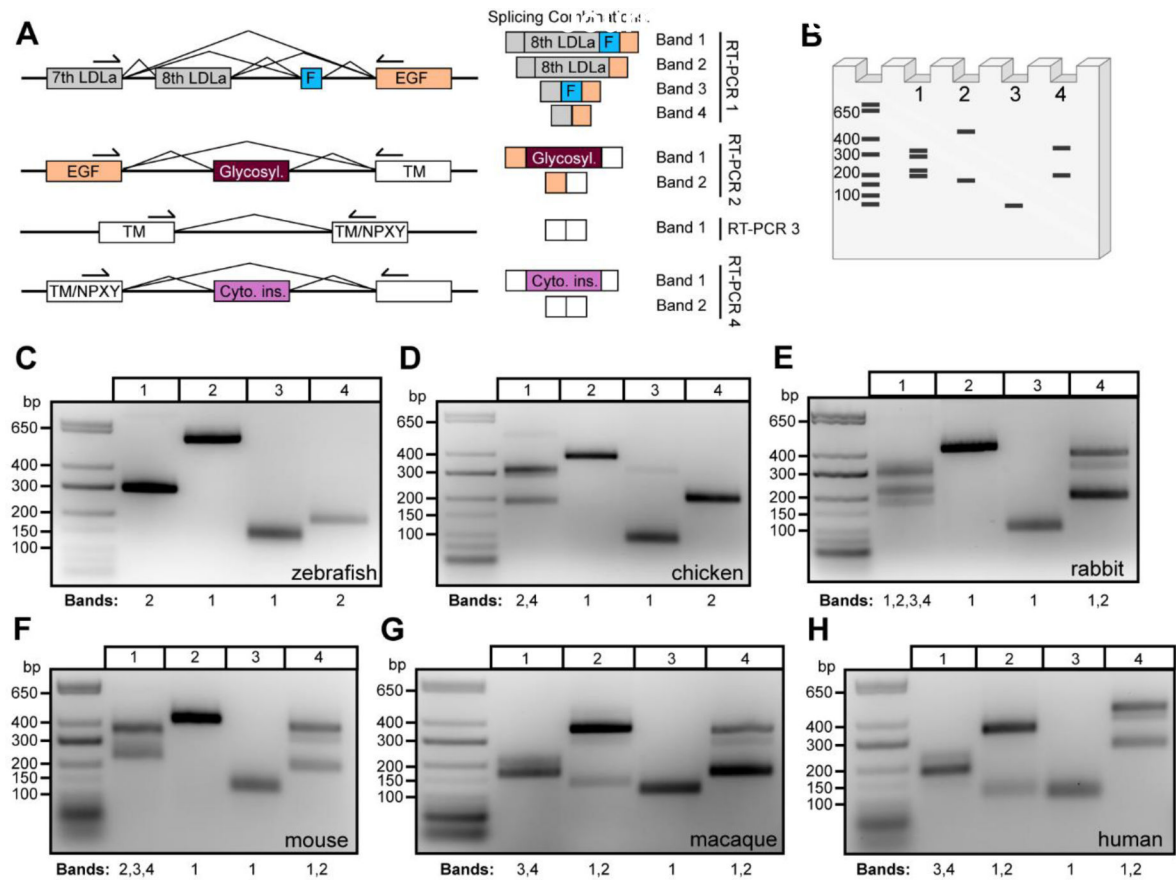 A
Splicing
7th LDLa 8th LDLa F EGF
8th LDLa F Band 1
8th LDLa Band 2
F Band 3
Band 4
RT-PCR 1
EGF Glycosyl. TM
Glycosyl. Band 1
Band 2
RT-PCR 2
TM TM/NPXY
Band 1 RT-PCR 3
TM/NPXY Cyto. ins.
Cyto. ins. Band 1
Band 2
RT-PCR 4
B
1 2 3 4
650
400
300
200
100
C
1 2 3 4
bp
650
400
300
200
150
100
zebrafish
Bands: 2 1 1 2
D
1 2 3 4
bp
650
400
300
200
150
100
chicken
Bands: 2,4 1 1 2
E
1 2 3 4
bp
650
400
300
200
150
100
rabbit
Bands: 1,2,3,4 1 1 1,2
F
1 2 3 4
bp
650
400
300
200
150
100
mouse
Bands: 2,3,4 1 1 1,2
G
1 2 3 4
bp
650
400
300
200
150
100
macaque
Bands: 3,4 1,2 1 1,2
H
1 2 3 4
bp
650
400
300
200
150
100
human
Bands: 3,4 1,2 1 1,2